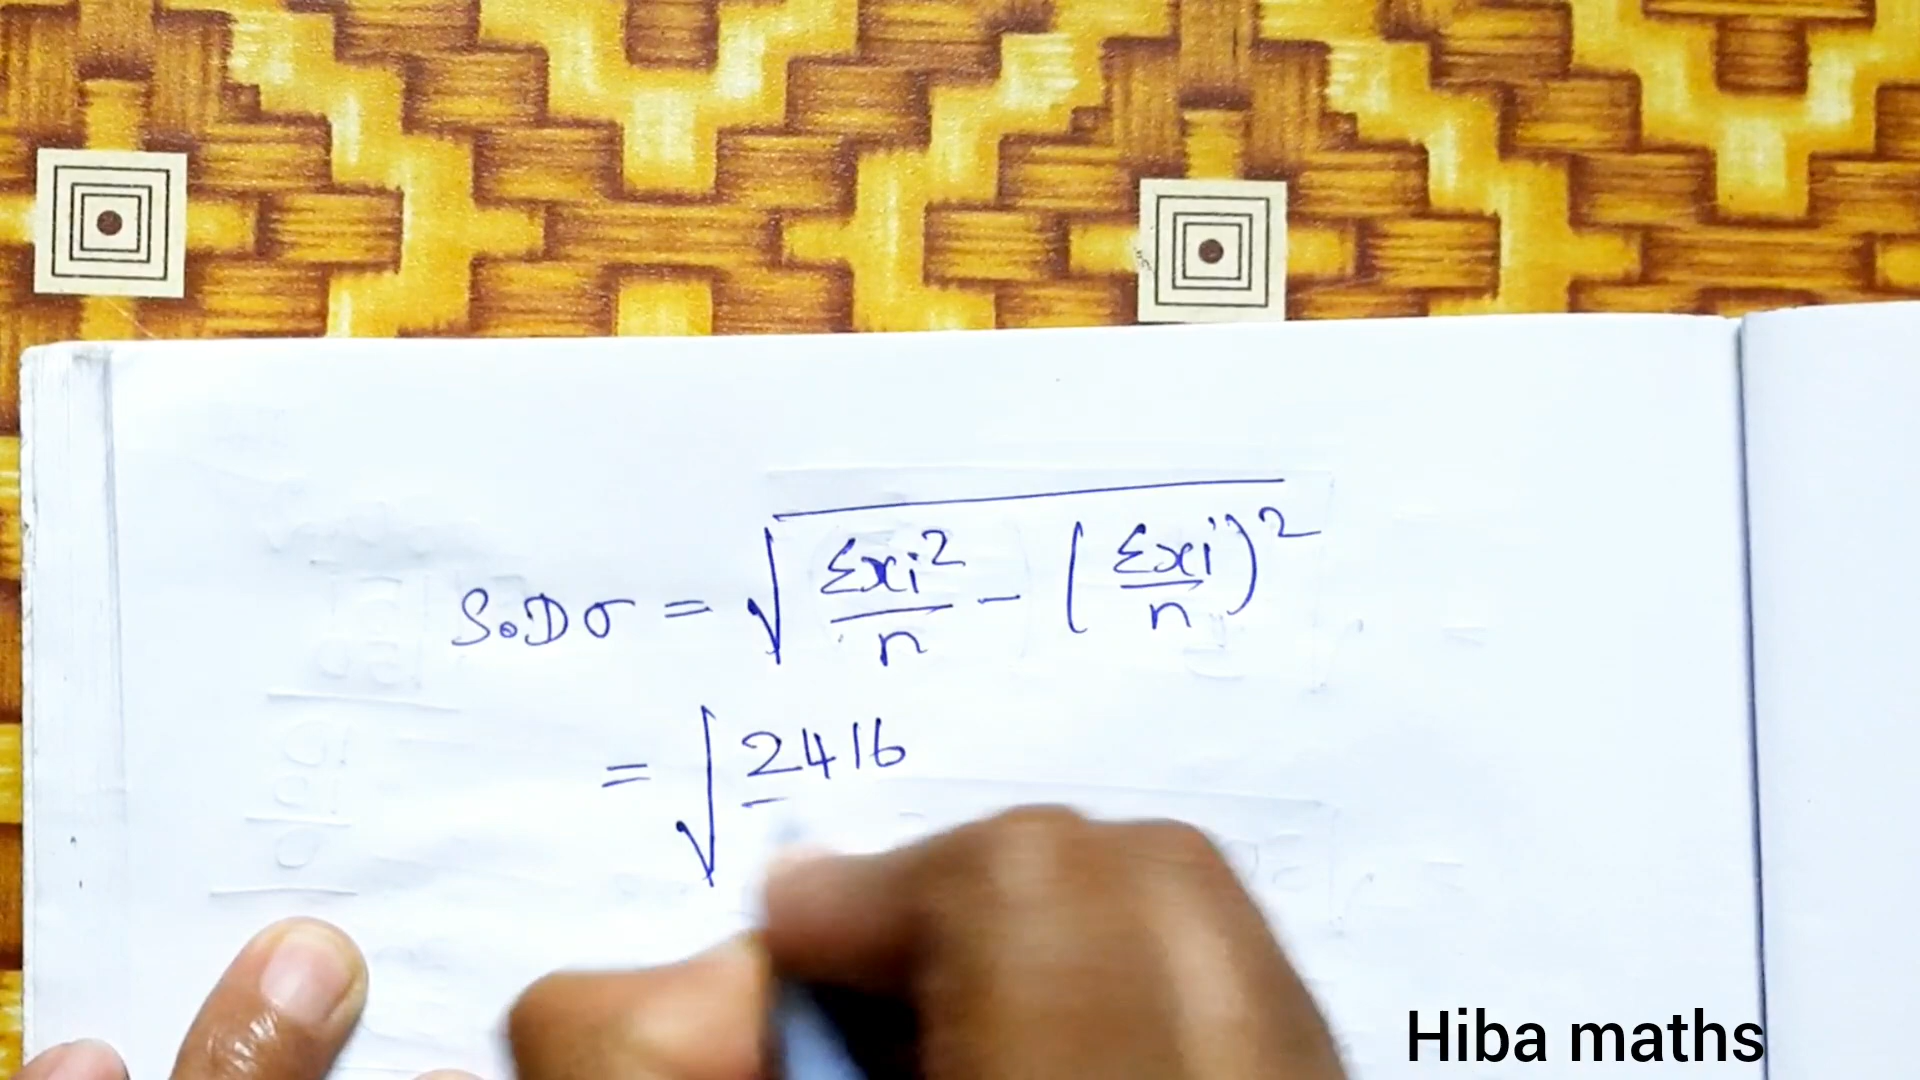 S.D σ = √ Σxi²/n - (Σxi/n)²
= √ 2416
Hiba maths